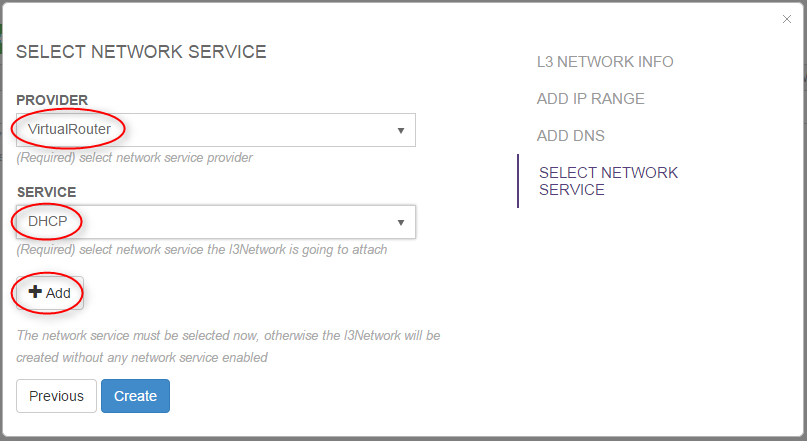 ×
SELECT NETWORK SERVICE
L3 NETWORK INFO
ADD IP RANGE
ADD DNS
SELECT NETWORK
SERVICE
PROVIDER
VirtualRouter
(Required) select network service provider
SERVICE
DHCP
(Required) select network service the l3Network is going to attach
Add
The network service must be selected now, otherwise the l3Network will be
created without any network service enabled
Previous
Create